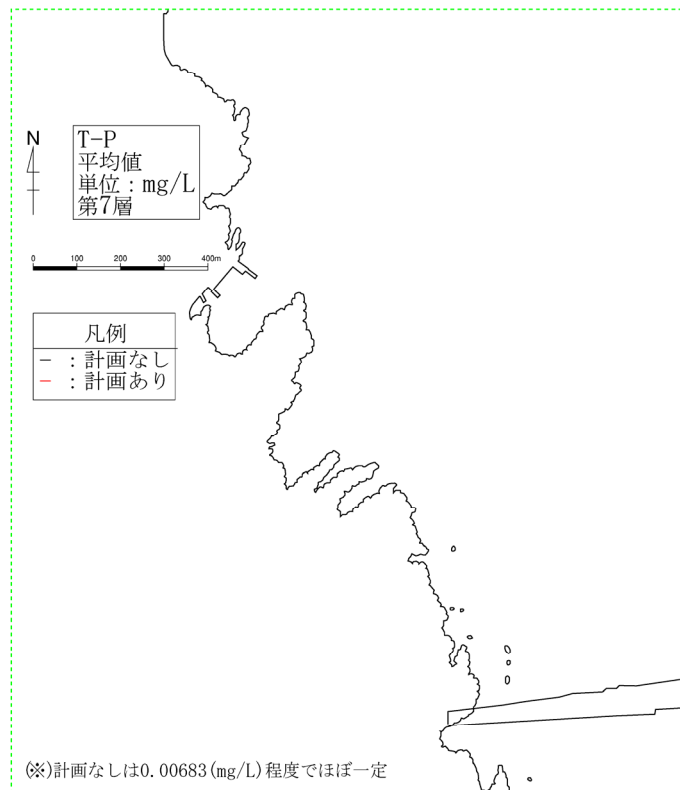 N
T-P
平均値
単位：mg/L
第7層
0 100 200 300 400m
凡例
－ ：計画なし
－ ：計画あり
(※)計画なしは0.00683(mg/L)程度でほぼ一定